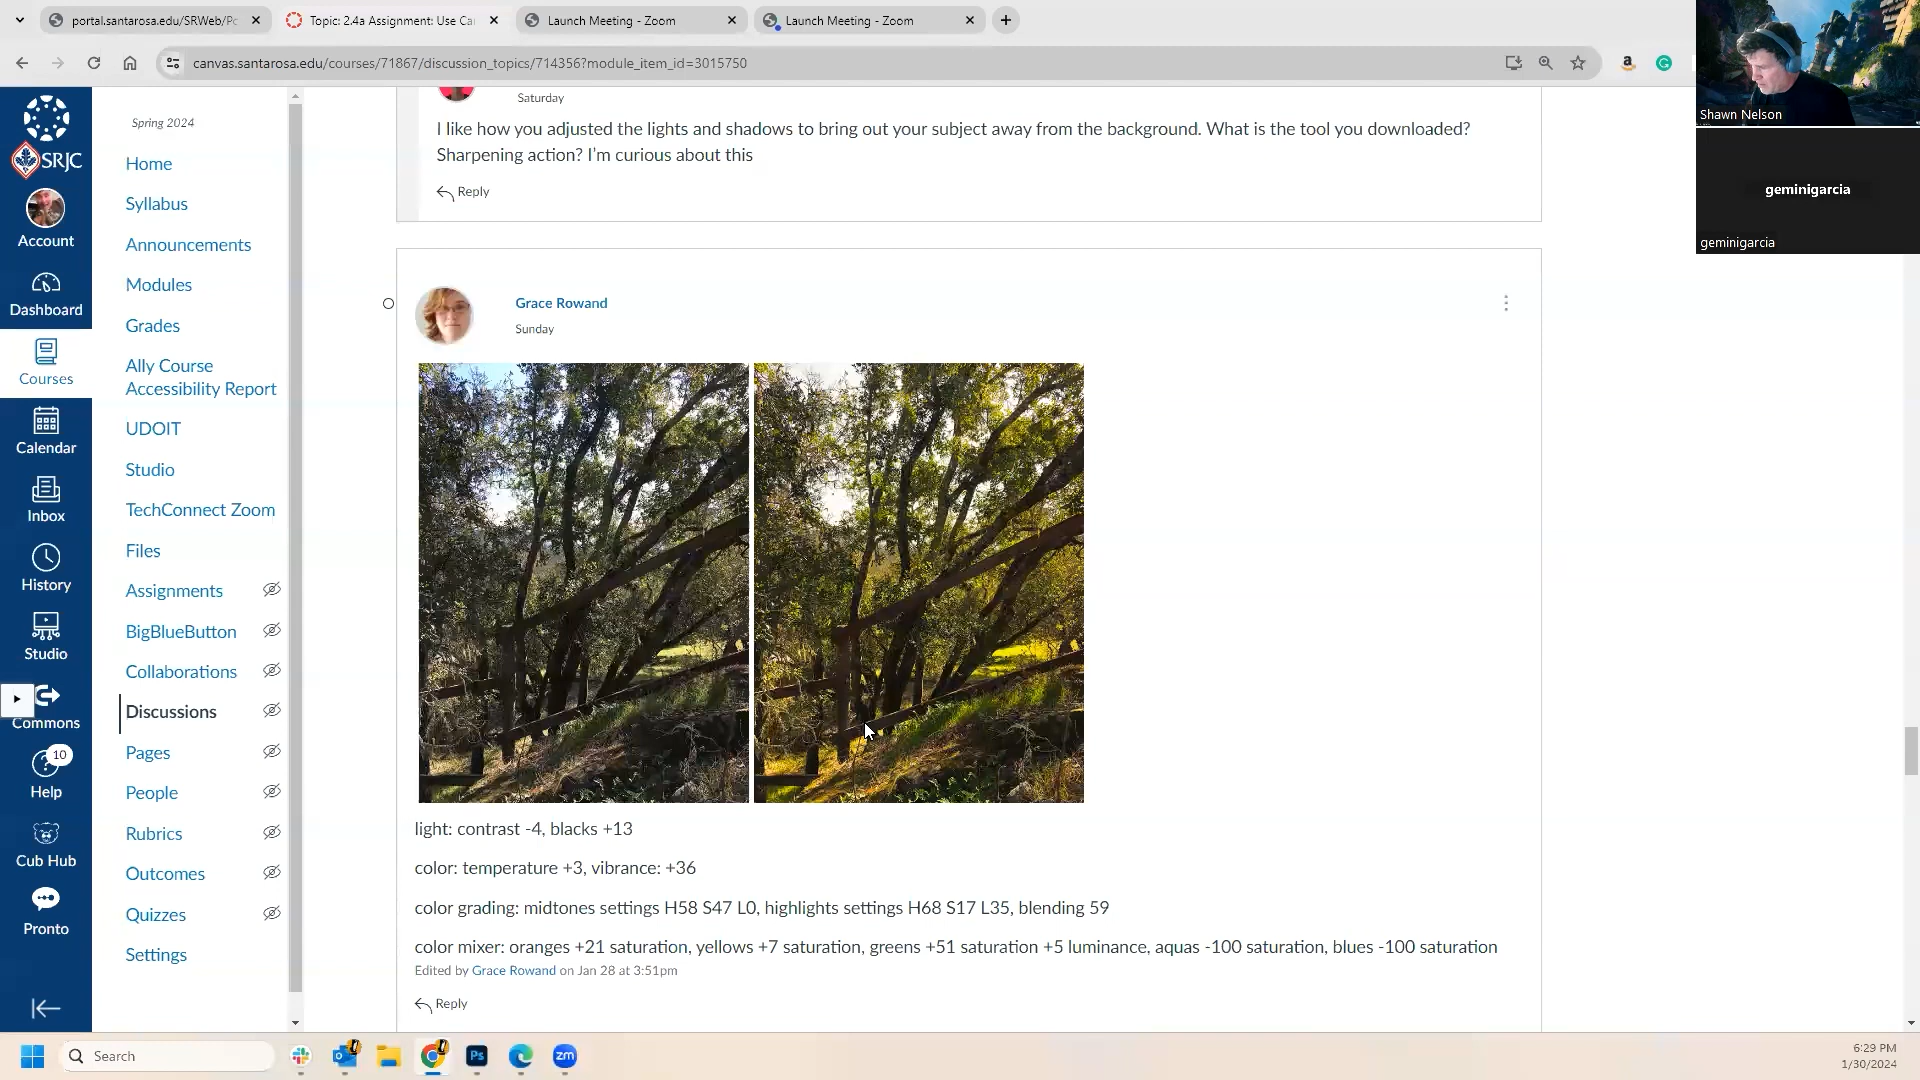 portal.santarosa.edu/SRWeb/Po
Topic: 2.4a Assignment: Use Ca
Launch Meeting - Zoom
Launch Meeting - Zoom
canvas.santarosa.edu/courses/71867/discussion_topics/714356?module_item_id=3015750
Shawn Nelson
geminigarcia
geminigarcia
SRJC
Account
Dashboard
Courses
Calendar
Inbox
History
Studio
Commons
10
Help
Cub Hub
Pronto
Spring 2024
Home
Syllabus
Announcements
Modules
Grades
Ally Course
Accessibility Report
UDOIT
Studio
TechConnect Zoom
Files
Assignments
BigBlueButton
Collaborations
Discussions
Pages
People
Rubrics
Outcomes
Quizzes
Settings
Saturday
I like how you adjusted the lights and shadows to bring out your subject away from the background. What is the tool you downloaded?
Sharpening action? I'm curious about this
Reply
Grace Rowand
Sunday
light: contrast -4, blacks +13
color: temperature +3, vibrance: +36
color grading: midtones settings H58 S47 L0, highlights settings H68 S17 L35, blending 59
color mixer: oranges +21 saturation, yellows +7 saturation, greens +51 saturation +5 luminance, aquas -100 saturation, blues -100 saturation
Edited by Grace Rowand on Jan 28 at 3:51pm
Reply
Search
Ps
zm
6:29 PM
1/30/2024